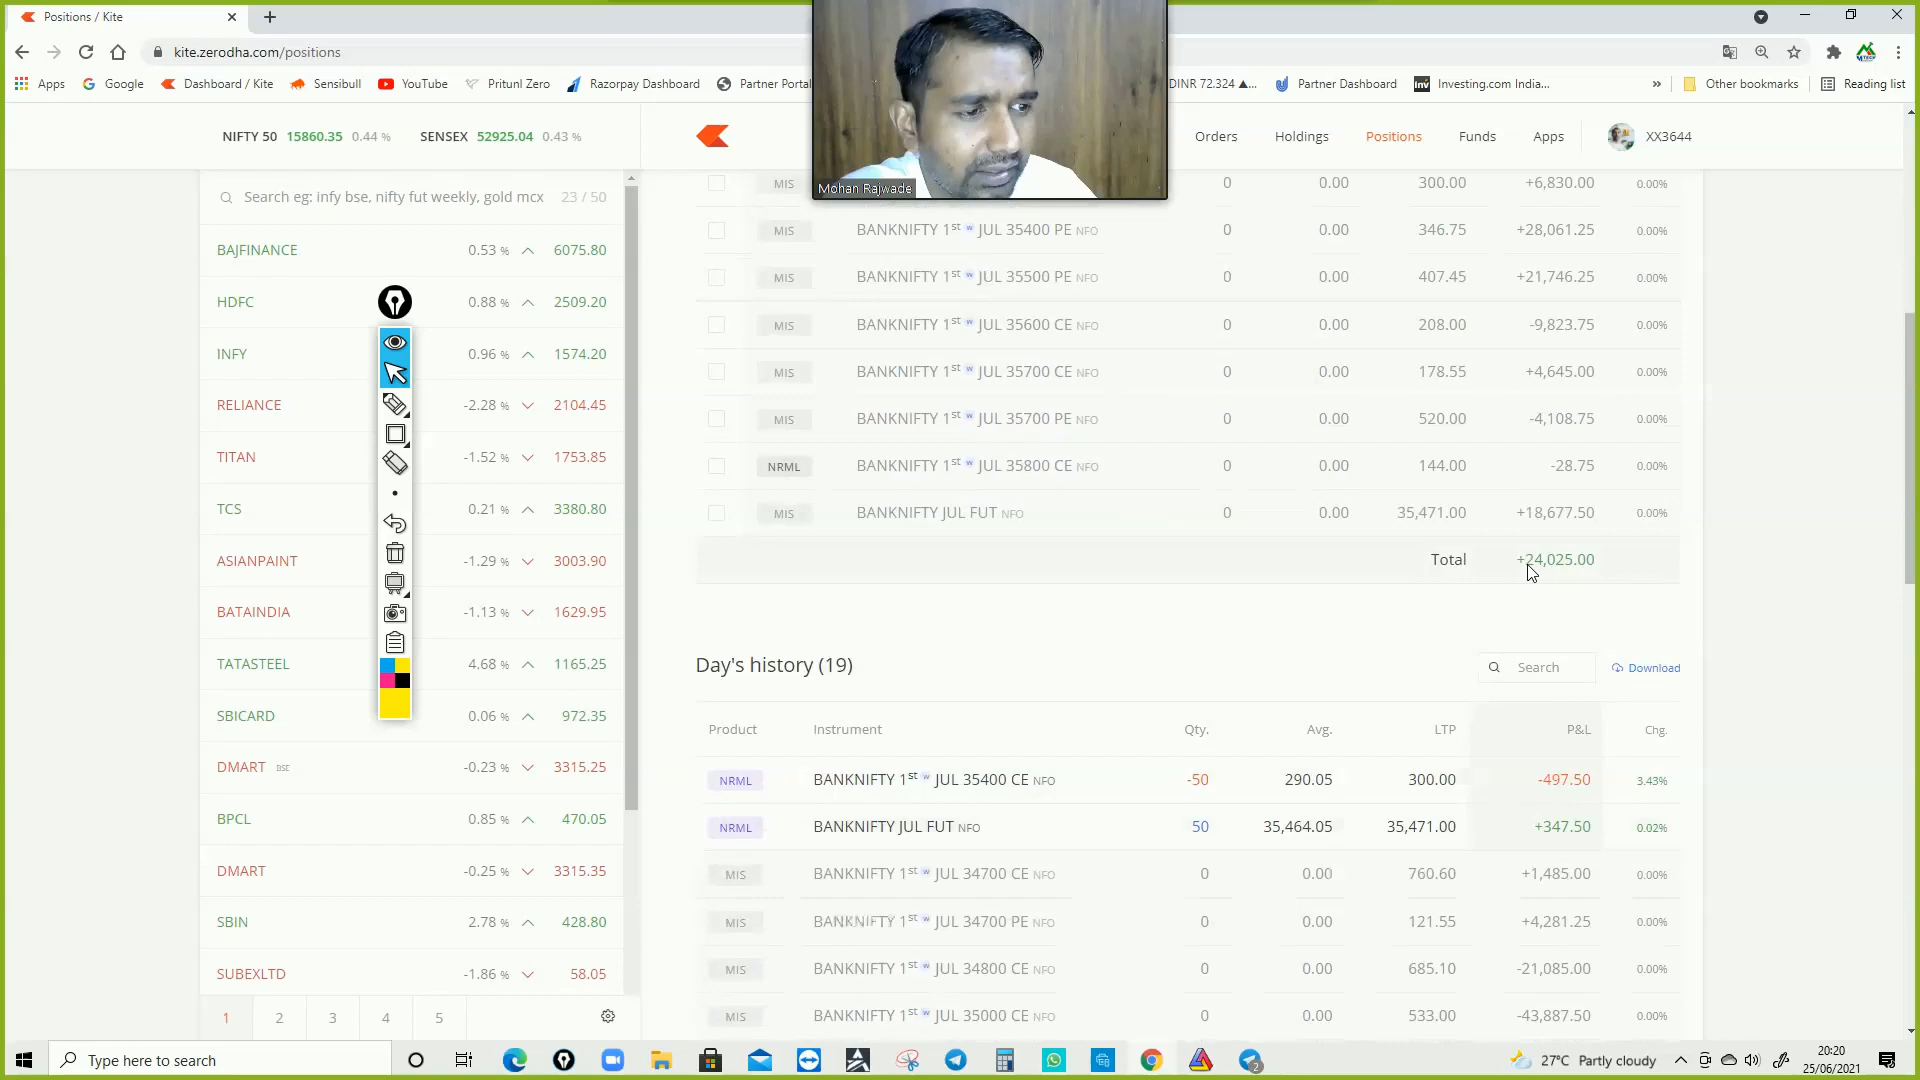 Positions / Kite
kite.zerodha.com/positions
Apps
Google
Dashboard / Kite
Sensibull
YouTube
Pritunl Zero
Razorpay Dashboard
Partner Portal
DINR 72.324 ▲...
Partner Dashboard
Inv Investing.com India...
»
Other bookmarks
Reading list
NIFTY 50 15860.35 0.44 %
SENSEX 52925.04 0.43 %
Orders
Holdings
Positions
Funds
Apps
XX3644
Mohan Rajwade
Search eg: infy bse, nifty fut weekly, gold mcx 23 / 50
BAJFINANCE 0.53 % 6075.80
HDFC 0.88 % 2509.20
INFY 0.96 % 1574.20
RELIANCE -2.28 % 2104.45
TITAN -1.52 % 1753.85
TCS 0.21 % 3380.80
ASIANPAINT -1.29 % 3003.90
BATAINDIA -1.13 % 1629.95
TATASTEEL 4.68 % 1165.25
SBICARD 0.06 % 972.35
DMART BSE -0.23 % 3315.25
BPCL 0.85 % 470.05
DMART -0.25 % 3315.35
SBIN 2.78 % 428.80
SUBEXLTD -1.86 % 58.05
1 2 3 4 5
MIS 0 0.00 300.00 +6,830.00 0.00%
MIS BANKNIFTY 1st w JUL 35400 PE NFO 0 0.00 346.75 +28,061.25 0.00%
MIS BANKNIFTY 1st w JUL 35500 PE NFO 0 0.00 407.45 +21,746.25 0.00%
MIS BANKNIFTY 1st w JUL 35600 CE NFO 0 0.00 208.00 -9,823.75 0.00%
MIS BANKNIFTY 1st w JUL 35700 CE NFO 0 0.00 178.55 +4,645.00 0.00%
MIS BANKNIFTY 1st w JUL 35700 PE NFO 0 0.00 520.00 -4,108.75 0.00%
NRML BANKNIFTY 1st w JUL 35800 CE NFO 0 0.00 144.00 -28.75 0.00%
MIS BANKNIFTY JUL FUT NFO 0 0.00 35,471.00 +18,677.50 0.00%
Total +24,025.00
Day's history (19)
Search
Download
Product Instrument Qty. Avg. LTP P&L Chg.
NRML BANKNIFTY 1st w JUL 35400 CE NFO -50 290.05 300.00 -497.50 3.43%
NRML BANKNIFTY JUL FUT NFO 50 35,464.05 35,471.00 +347.50 0.02%
MIS BANKNIFTY 1st w JUL 34700 CE NFO 0 0.00 760.60 +1,485.00 0.00%
MIS BANKNIFTY 1st w JUL 34700 PE NFO 0 0.00 121.55 +4,281.25 0.00%
MIS BANKNIFTY 1st w JUL 34800 CE NFO 0 0.00 685.10 -21,085.00 0.00%
MIS BANKNIFTY 1st w JUL 35000 CE NFO 0 0.00 533.00 -43,887.50 0.00%
Type here to search
2
27°C Partly cloudy
20:20
25/06/2021